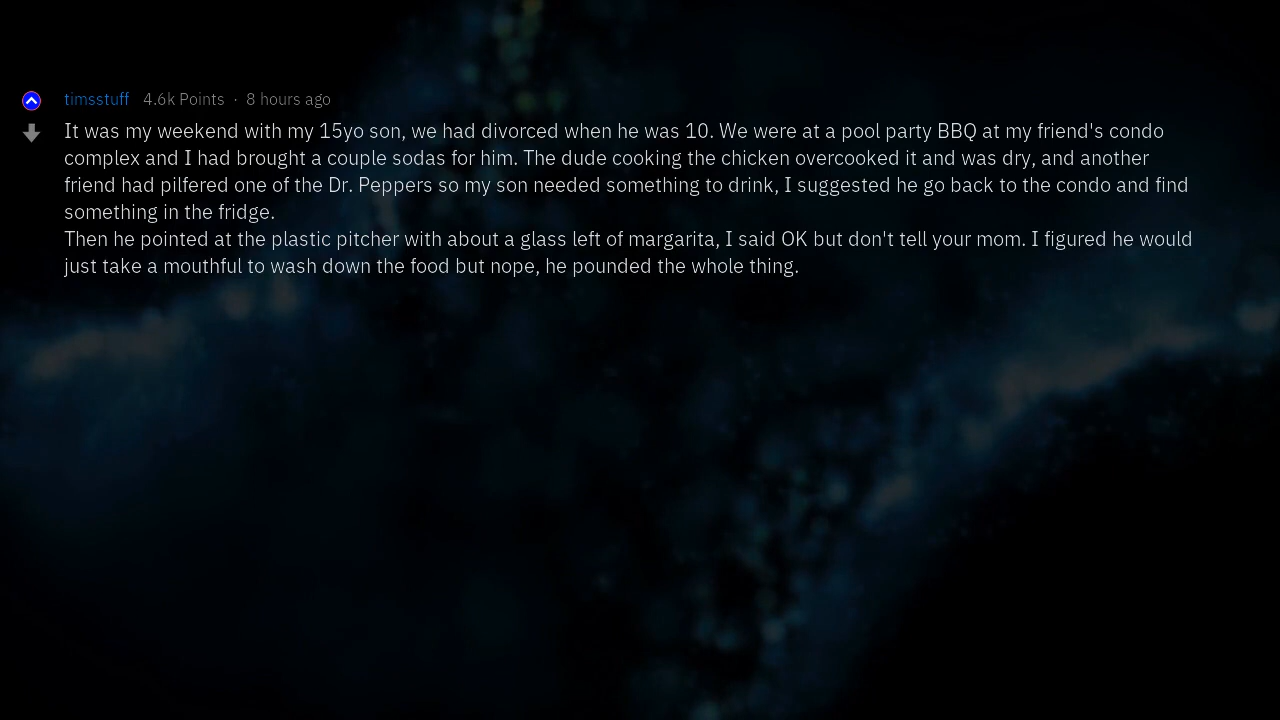 timsstuff 4.6k Points · 8 hours ago
It was my weekend with my 15yo son, we had divorced when he was 10. We were at a pool party BBQ at my friend's condo
complex and I had brought a couple sodas for him. The dude cooking the chicken overcooked it and was dry, and another
friend had pilfered one of the Dr. Peppers so my son needed something to drink, I suggested he go back to the condo and find
something in the fridge.
Then he pointed at the plastic pitcher with about a glass left of margarita, I said OK but don't tell your mom. I figured he would
just take a mouthful to wash down the food but nope, he pounded the whole thing.